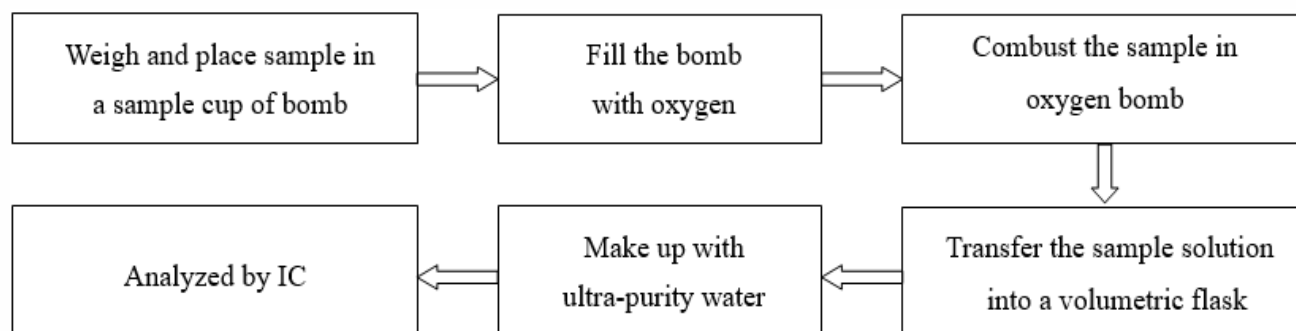 Weigh and place sample in
a sample cup of bomb
Fill the bomb
with oxygen
Combust the sample in
oxygen bomb
Transfer the sample solution
into a volumetric flask
Make up with
ultra-purity water
Analyzed by IC